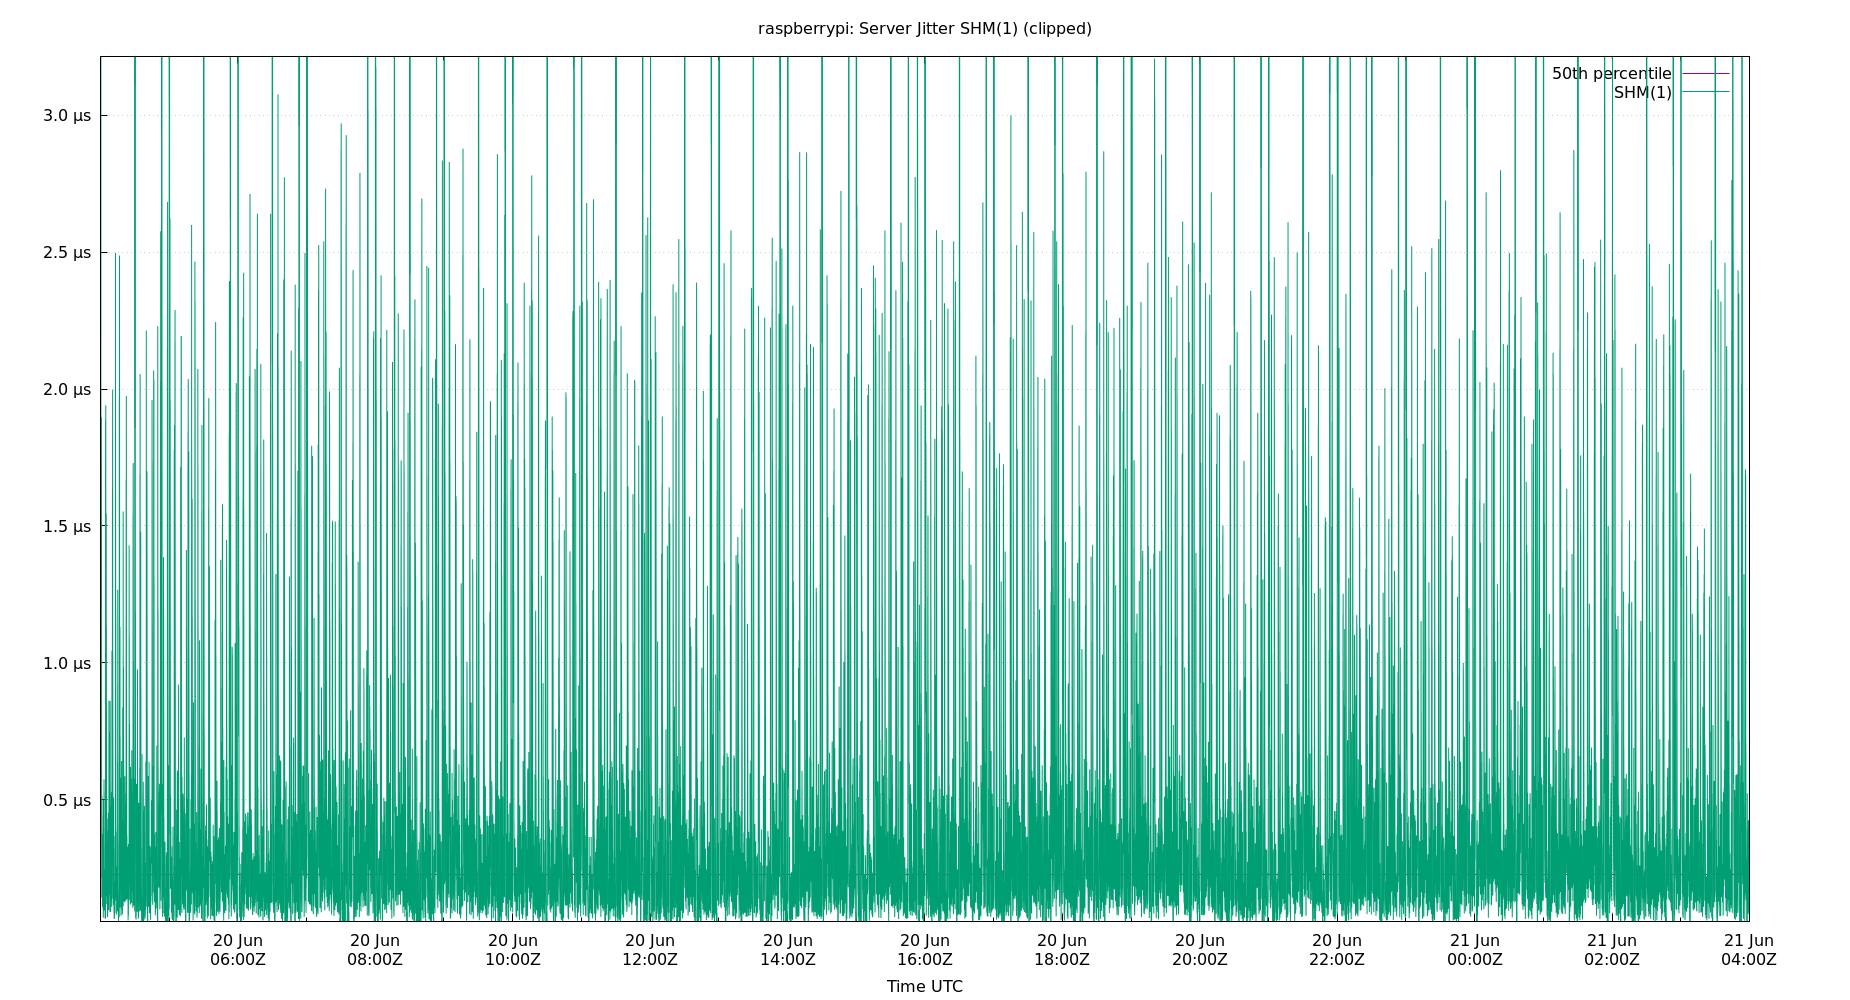 raspberrypi: Server Jitter SHM(1) (clipped)
50th percentile
SHM(1)
3.0 µs
2.5 µs
2.0 µs
1.5 µs
1.0 µs
0.5 µs
20 Jun 20 Jun 20 Jun 20 Jun 20 Jun 20 Jun 20 Jun 20 Jun 20 Jun 21 Jun 21 Jun 21 Jun
06:00Z 08:00Z 10:00Z 12:00Z 14:00Z 16:00Z 18:00Z 20:00Z 22:00Z 00:00Z 02:00Z 04:00Z
Time UTC